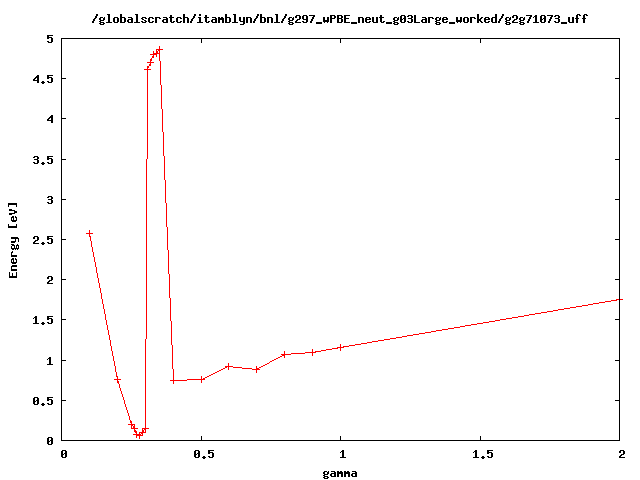 /globalscratch/itamblyn/bnl/g297_wPBE_neut_g03Large_worked/g2g71073_uff
5
4.5
4
3.5
3
2.5
2
1.5
1
0.5
0
Energy [eV]
0 0.5 1 1.5 2
gamma